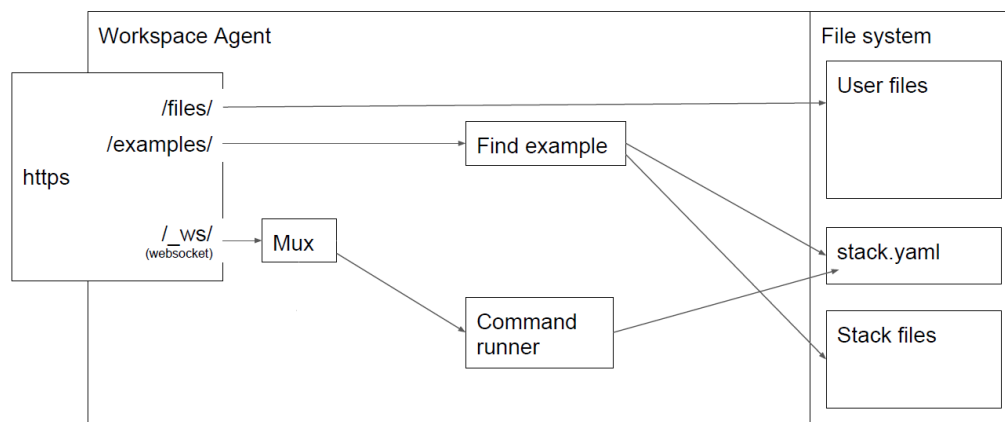 Workspace Agent
File system
User files
/files/
/examples/
Find example
https
/_ws/
(websocket)
Mux
stack.yaml
Command
runner
Stack files